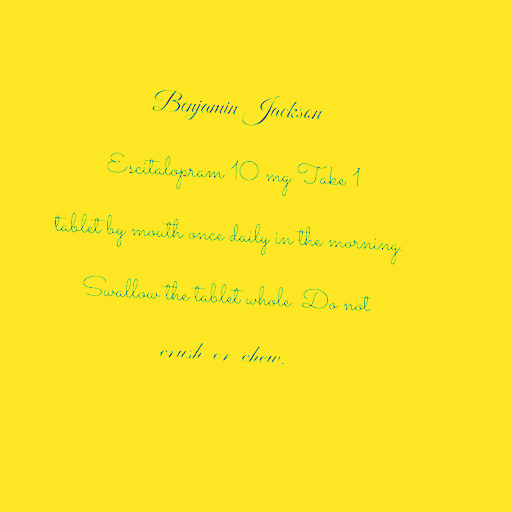 Benjamin Jackson
Escitalopram 10 mg Take 1
tablet by mouth once daily in the morning.
Swallow the tablet whole. Do not
crush or chew.